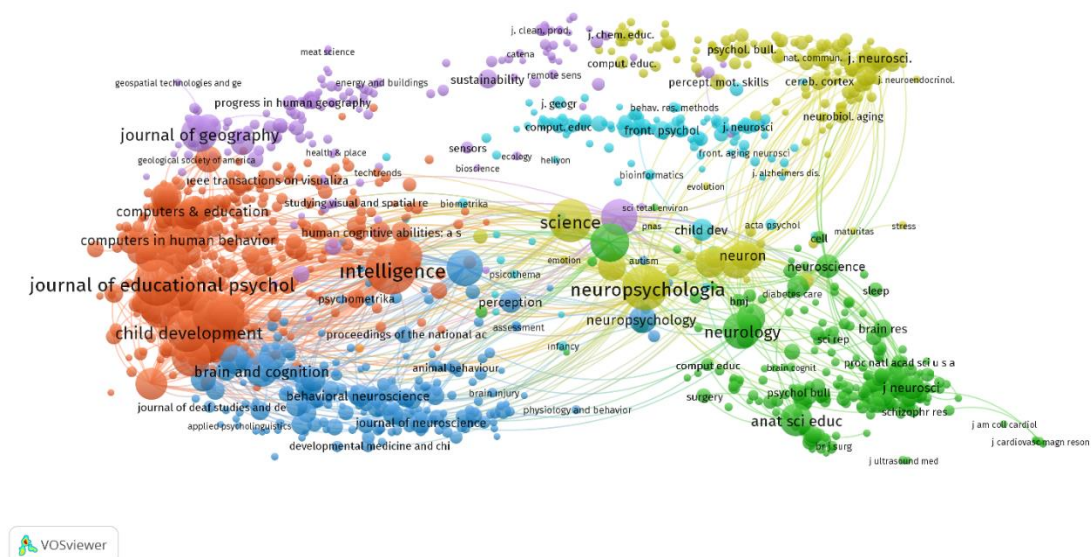 j. clean. prod.
j. chem. educ.
psychol. bull.
meat science
catena
nat. commun.
j. neurosci.
comput. educ.
geospatial technologies and ge
energy and buildings
sustainability
remote sens
percept. mot. skills
cereb. cortex
j. neuroendocrinol.
progress in human geography
j. geogr
behav. res. methods
neurobiol. aging
journal of geography
comput. educ
front. psychol
j. neurosci
health & place
sensors
ecology
heliyon
front. aging neurosci
geological society of america
techtrends
bioscience
bioinformatics
j. alzheimers dis.
ieee transactions on visualiza
evolution
studying visual and spatial re
biometrika
computers & education
sci total environ
science
pnas
acta psychol
maturitas
stress
human cognitive abilities: a s
child dev
cell
computers in human behavior
emotion
autism
neuron
neuroscience
intelligence
psicothema
journal of educational psychol
neuropsychologia
diabetes care
sleep
psychometrika
perception
bmj
neuropsychology
assessment
neurology
brain res
child development
proceedings of the national ac
sci rep
infancy
proc natl acad sci u s a
brain and cognition
animal behaviour
comput educ
brain cognit
behavioral neuroscience
brain injury
surgery
psychol bull
j neurosci
journal of deaf studies and de
physiology and behavior
schizophr res
applied psycholinguistics
journal of neuroscience
anat sci educ
j am coll cardiol
developmental medicine and chi
br j surg
j cardiovasc magn reson
j ultrasound med
VOSviewer